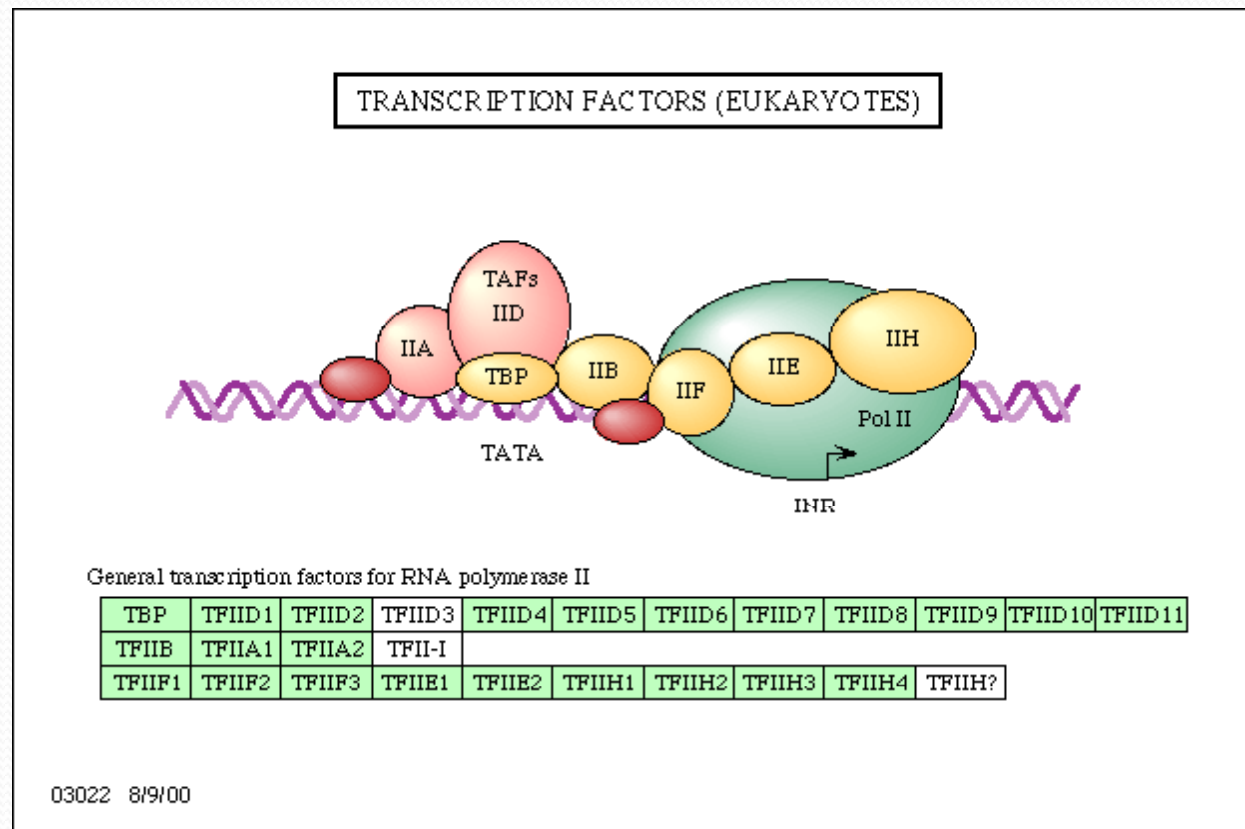 TRANSCRIPTION FACTORS (EUKARYOTES)
TAFs
IID
IIA
TBP
IIB
IIF
IIE
IIH
Pol II
TATA
INR
General transcription factors for RNA polymerase II
TBP TFIID1 TFIID2 TFIID3 TFIID4 TFIID5 TFIID6 TFIID7 TFIID8 TFIID9 TFIID10 TFIID11
TFIIB TFIIA1 TFIIA2 TFII-I
TFIIF1 TFIIF2 TFIIF3 TFIIE1 TFIIE2 TFIIH1 TFIIH2 TFIIH3 TFIIH4 TFIIH?
03022 8/9/00